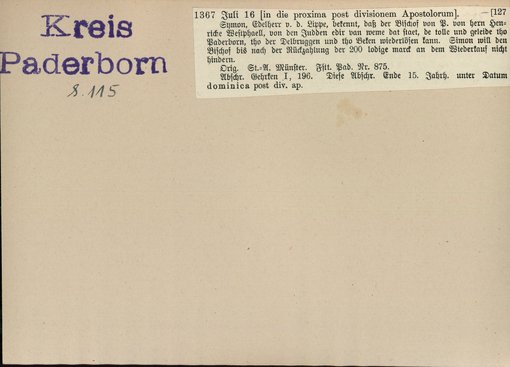 Kreis
Paderborn
S. 115
1367 Juli 16 [in die proxima post divisionem Apostolorum]. — [127
Symon, Edelherr v. d. Lippe, bekennt, daß der Bischof von P. von hern Hen-
ricke Westphaell, von den Judden edir van weme dat staet, de tolle und geleide tho
Paderborn, tho der Delbruggen und tho Beken wiederlösen kann. Simon will den
Bischof bis nach der Rückzahlung der 200 lodige marck an dem Wiederkauf nicht
hindern.
Orig. St.-A. Münster. Fstt. Pad. Nr. 875.
Abschr. Gehrken I, 196. Diese Abschr. Ende 15. Jahrh. unter Datum
dominica post div. ap.